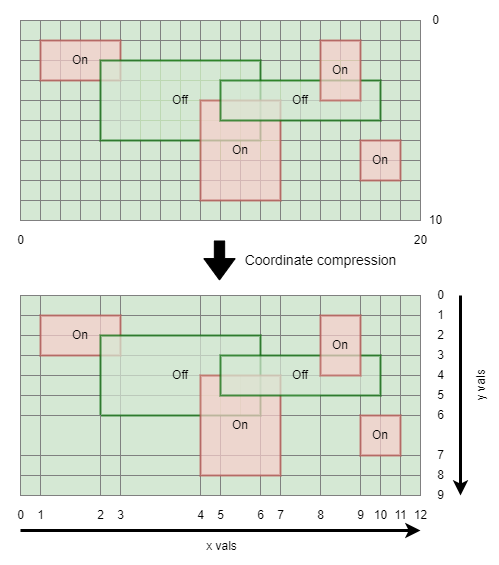 0
On
On
Off
Off
On
On
10
0
20
Coordinate compression
0
On
1
2
On
3
Off
Off
4
5
On
On
6
7
8
9
y vals
0 1 2 3 4 5 6 7 8 9 10 11 12
x vals